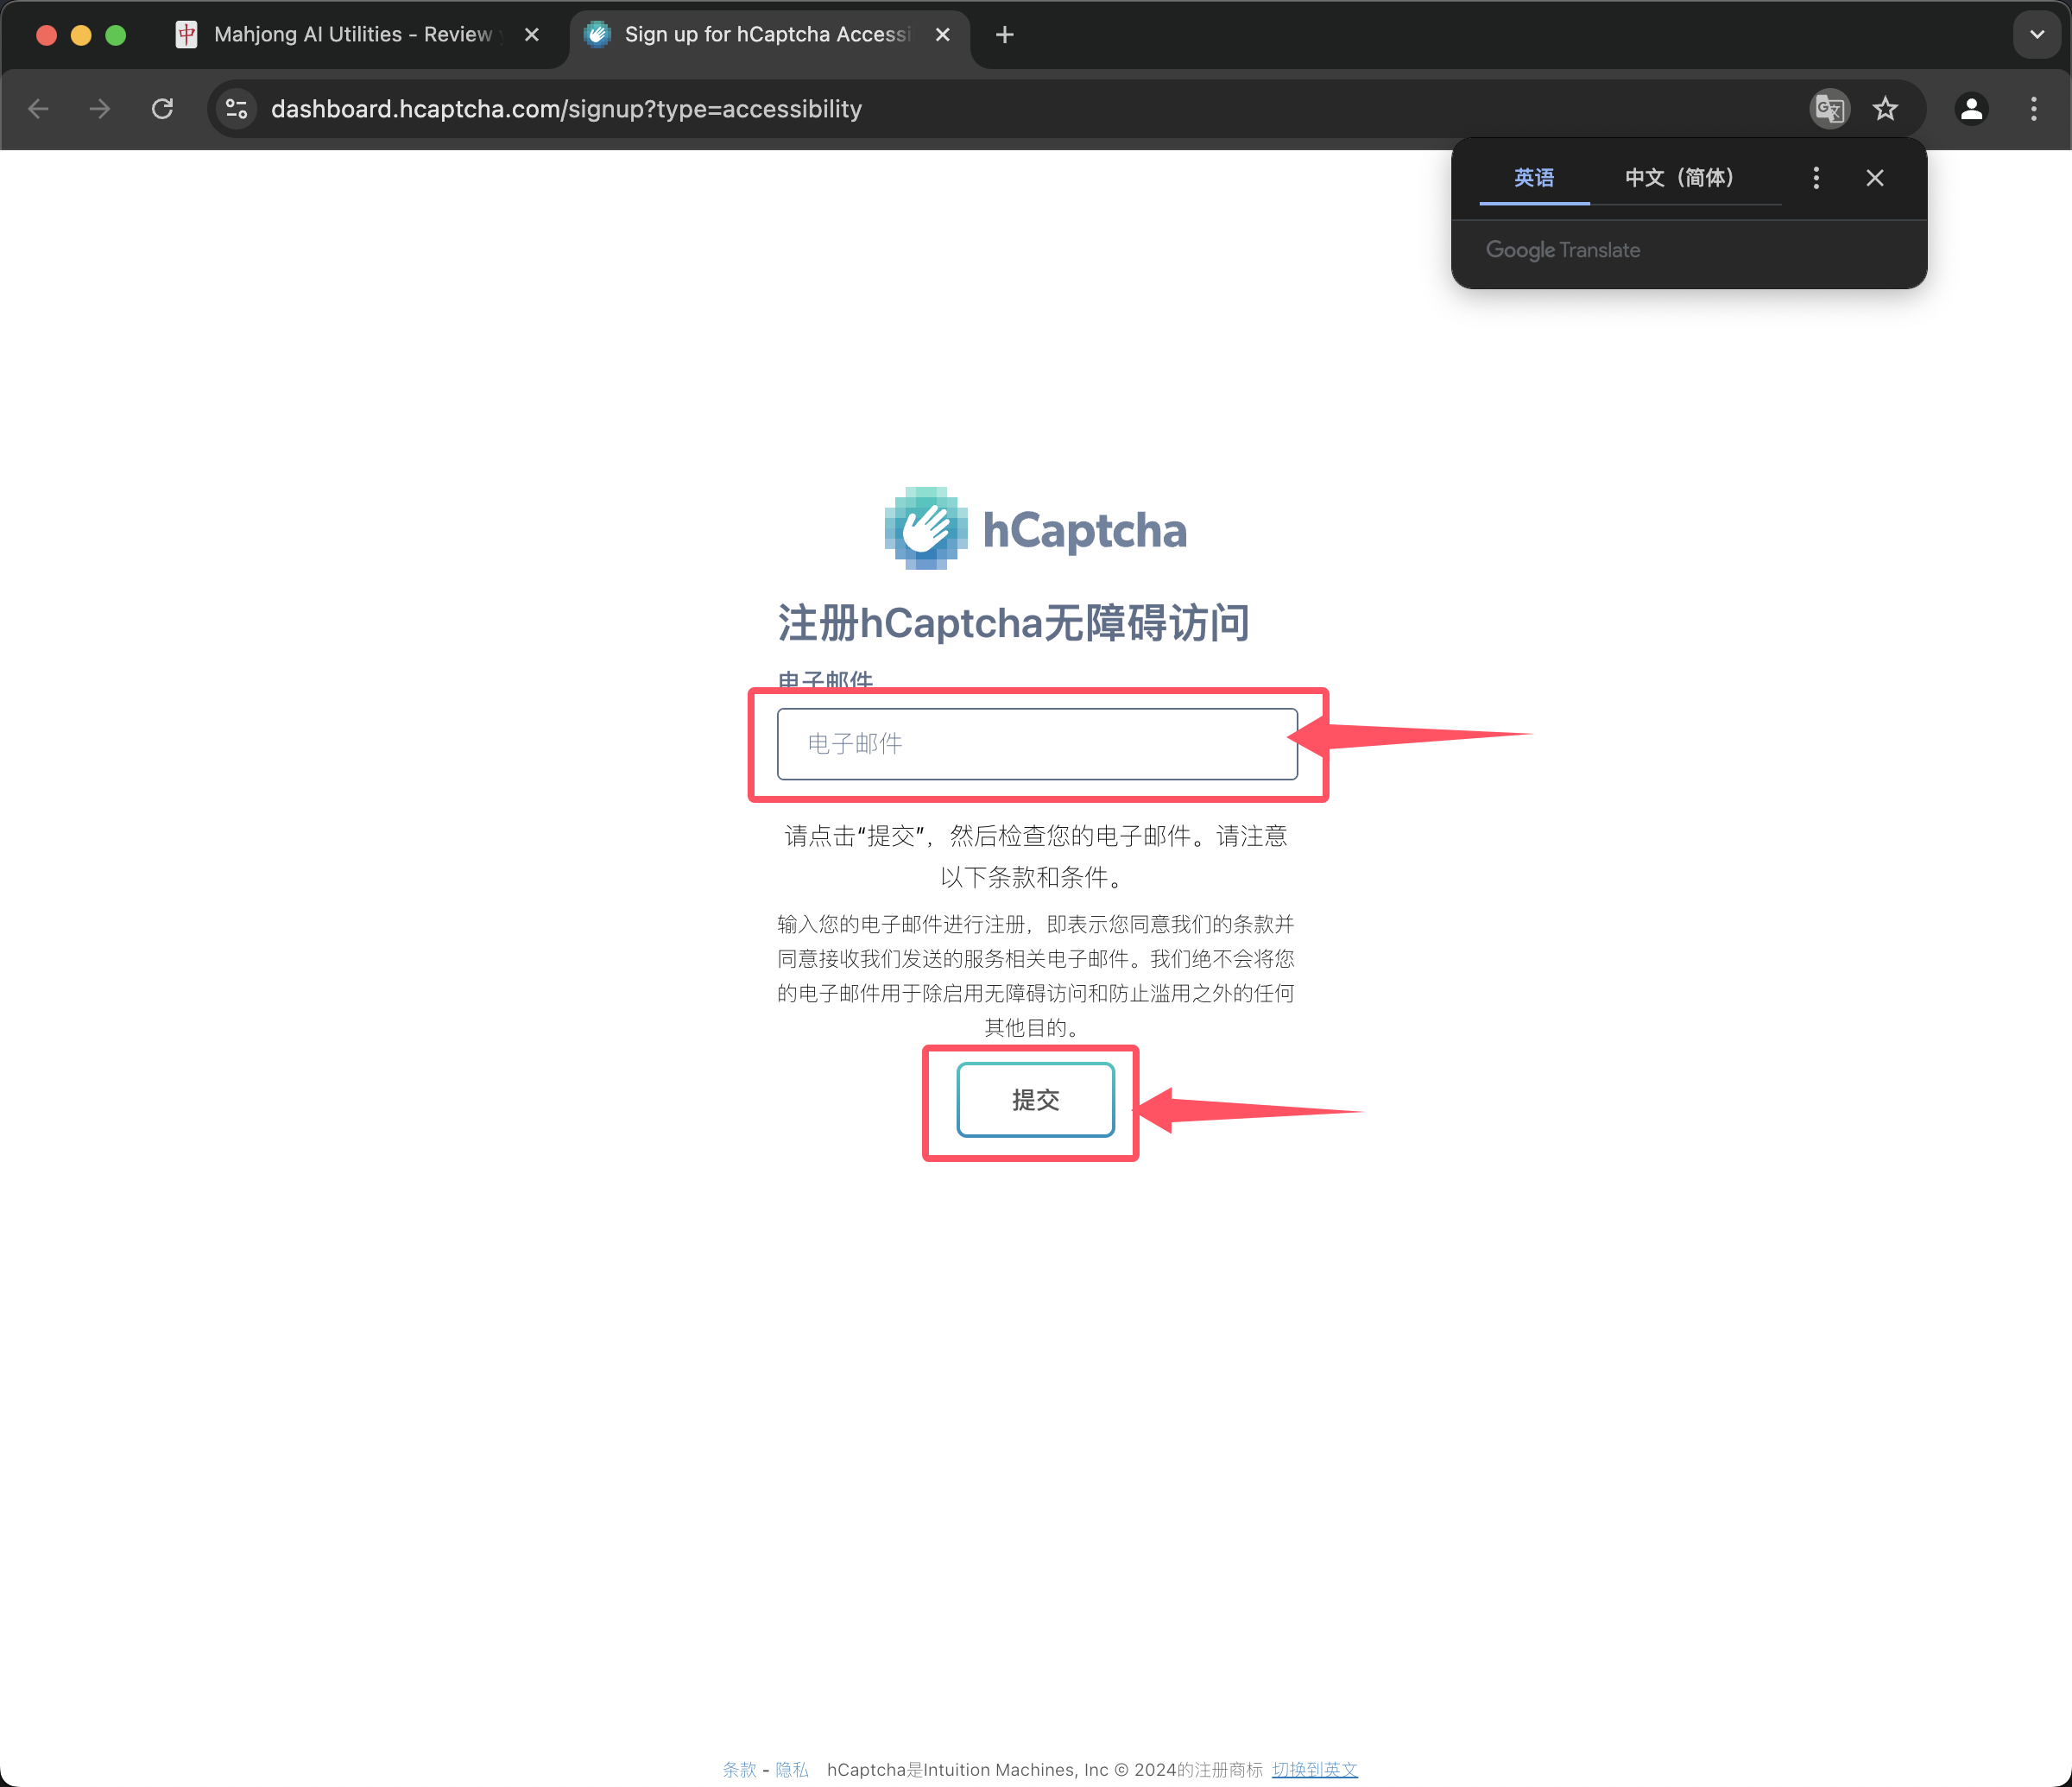 中 Mahjong AI Utilities - Review
Sign up for hCaptcha Accessi
dashboard.hcaptcha.com/signup?type=accessibility
英语 中文（简体）
Google Translate
hCaptcha
注册hCaptcha无障碍访问
电子邮件
电子邮件
请点击“提交”，然后检查您的电子邮件。请注意
以下条款和条件。
输入您的电子邮件进行注册，即表示您同意我们的条款并
同意接收我们发送的服务相关电子邮件。我们绝不会将您
的电子邮件用于除启用无障碍访问和防止滥用之外的任何
其他目的。
提交
条款 - 隐私 hCaptcha是Intuition Machines, Inc © 2024的注册商标 切换到英文